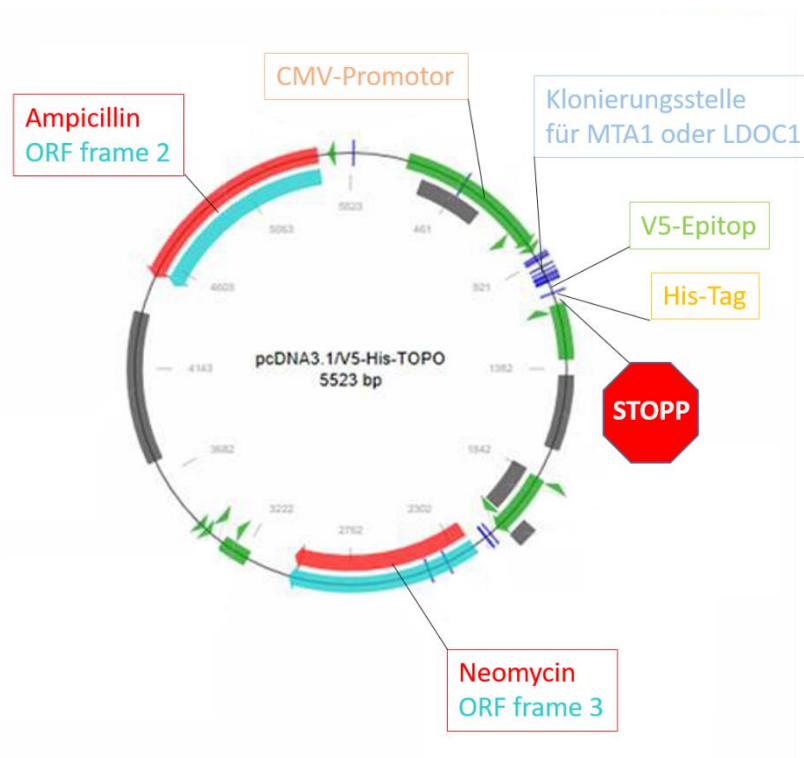 CMV-Promotor
Klonierungsstelle
für MTA1 oder LDOC1
Ampicillin
ORF frame 2
V5-Epitop
His-Tag
STOPP
5523
461
921
1382
1842
2302
2762
3222
3682
4143
4603
5063
pcDNA3.1/V5-His-TOPO
5523 bp
Neomycin
ORF frame 3